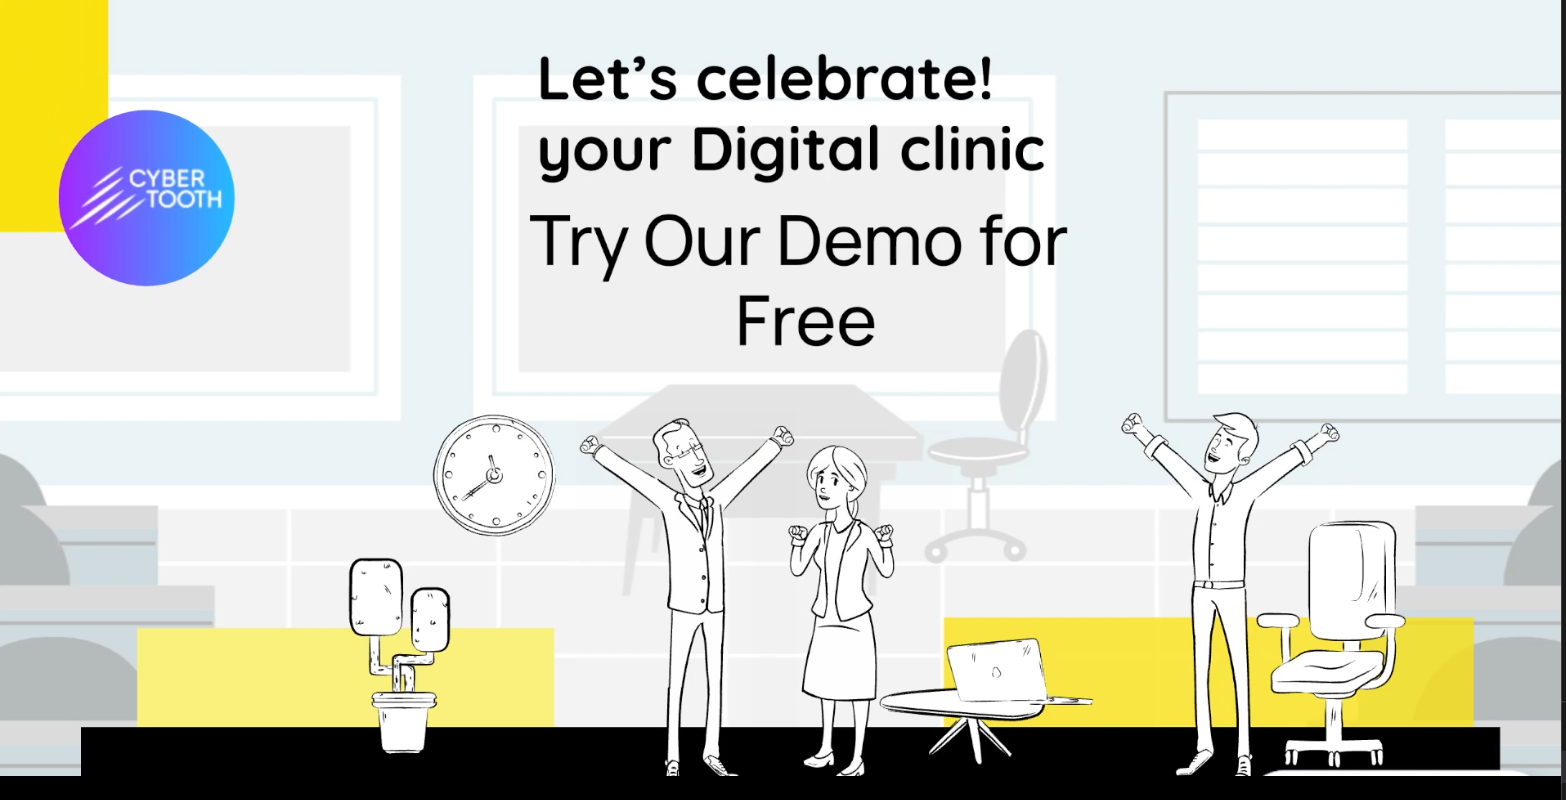 Let’s celebrate!
your Digital clinic
Try Our Demo for
Free
CYBER
TOOTH